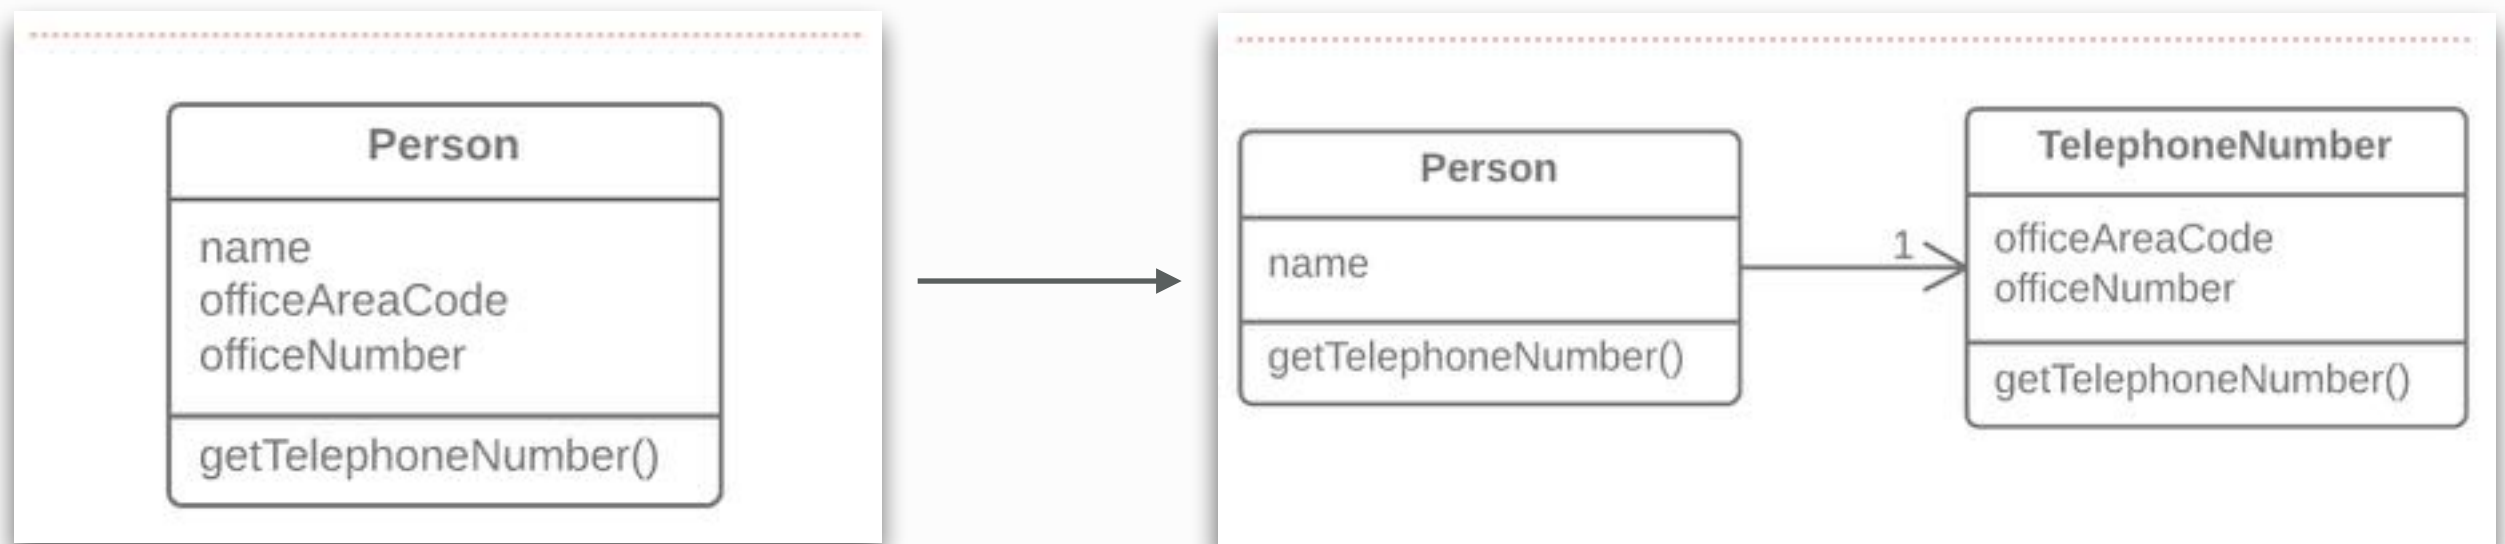 Person
name
officeAreaCode
officeNumber
getTelephoneNumber()
Person
name
getTelephoneNumber()
1
TelephoneNumber
officeAreaCode
officeNumber
getTelephoneNumber()